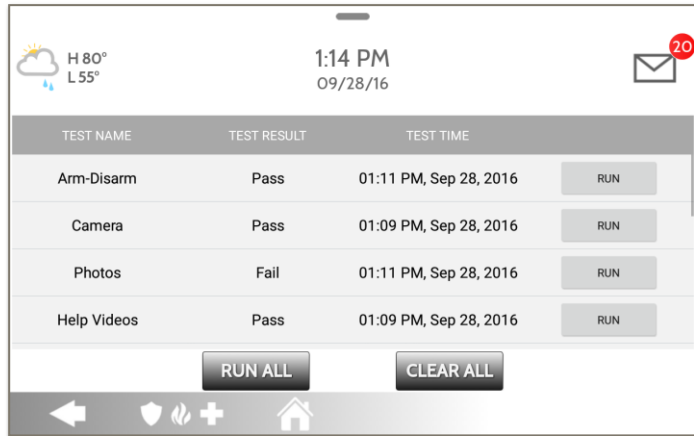 H 80°
L 55°
1:14 PM
09/28/16
20
TEST NAME TEST RESULT TEST TIME
Arm-Disarm Pass 01:11 PM, Sep 28, 2016 RUN
Camera Pass 01:09 PM, Sep 28, 2016 RUN
Photos Fail 01:11 PM, Sep 28, 2016 RUN
Help Videos Pass 01:09 PM, Sep 28, 2016 RUN
RUN ALL CLEAR ALL